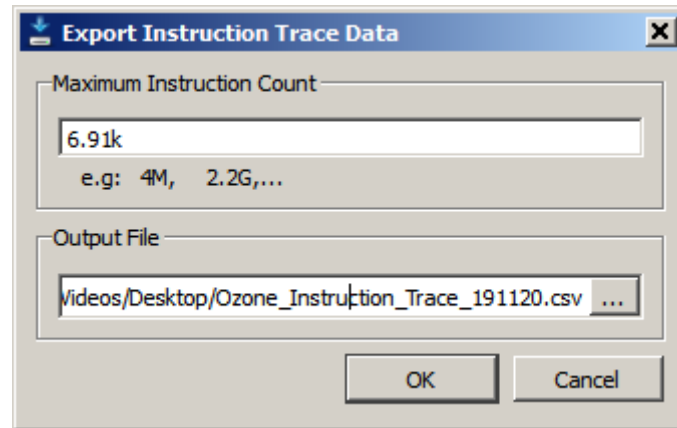 Export Instruction Trace Data
Maximum Instruction Count
6.91k
e.g: 4M, 2.2G,...
Output File
/Videos/Desktop/Ozone_Instruction_Trace_191120.csv ...
OK Cancel